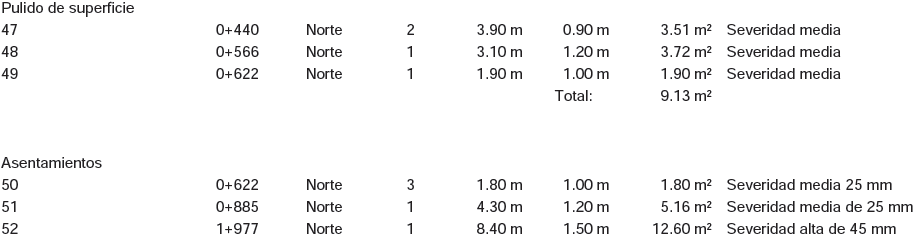 Pulido de superficie
47 0+440 Norte 2 3.90 m 0.90 m 3.51 m² Severidad media
48 0+566 Norte 1 3.10 m 1.20 m 3.72 m² Severidad media
49 0+622 Norte 1 1.90 m 1.00 m 1.90 m² Severidad media
Total: 9.13 m²
Asentamientos
50 0+622 Norte 3 1.80 m 1.00 m 1.80 m² Severidad media 25 mm
51 0+885 Norte 1 4.30 m 1.20 m 5.16 m² Severidad media de 25 mm
52 1+977 Norte 1 8.40 m 1.50 m 12.60 m² Severidad alta de 45 mm